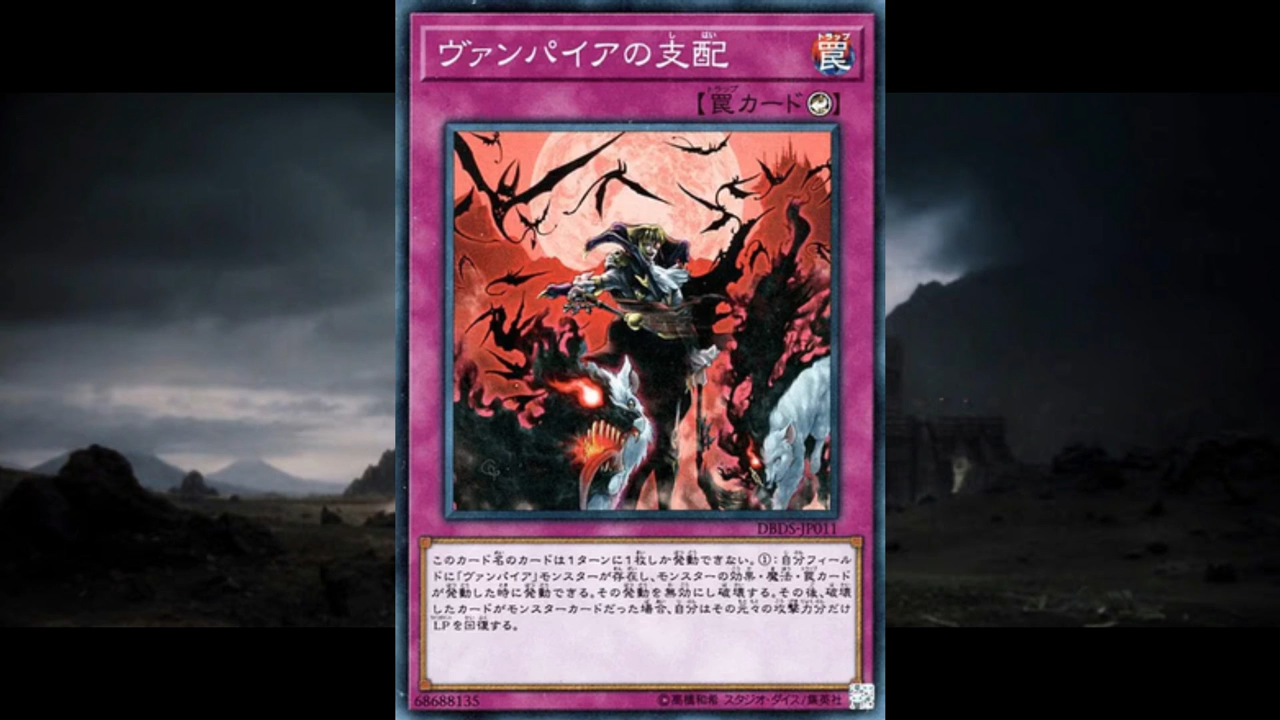 ヴァンパイアの支配
罠
【罠カード】
DBDS-JP011
このカード名のカードは1ターンに1枚しか発動できない。①:自分フィール
ドに「ヴァンパイア」モンスターが存在し、モンスターの効果・魔法・罠カード
が発動した時に発動できる。その発動を無効にし破壊する。その後、破壊
したカードがモンスターカードだった場合、自分はその元々の攻撃力分だけ
LPを回復する。
68688135
©高橋和希 スタジオ・ダイス/集英社